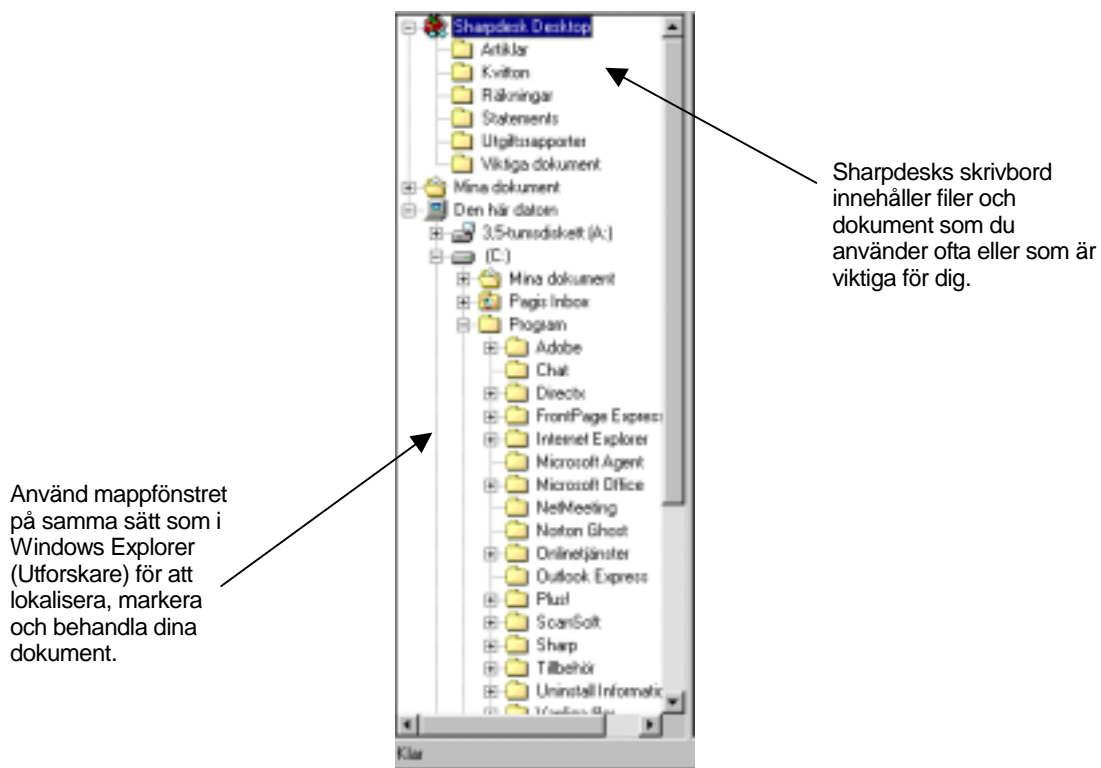 Sharpdesk Desktop
Artiklar
Kvitton
Räkningar
Statements
Utgiftsrapporter
Viktiga dokument
Mina dokument
Den här datorn
3,5-tumsdiskett (A:)
(C:)
Mina dokument
Pagis Inbox
Program
Adobe
Chat
Directx
FrontPage Express
Internet Explorer
Microsoft Agent
Microsoft Office
NetMeeting
Norton Ghost
Onlinetjänster
Outlook Express
Plus!
ScanSoft
Sharp
Tillbehör
Uninstall Informatic
Klar
Sharpdesks skrivbord
innehåller filer och
dokument som du
använder ofta eller som är
viktiga för dig.
Använd mappfönstret
på samma sätt som i
Windows Explorer
(Utforskare) för att
lokalisera, markera
och behandla dina
dokument.